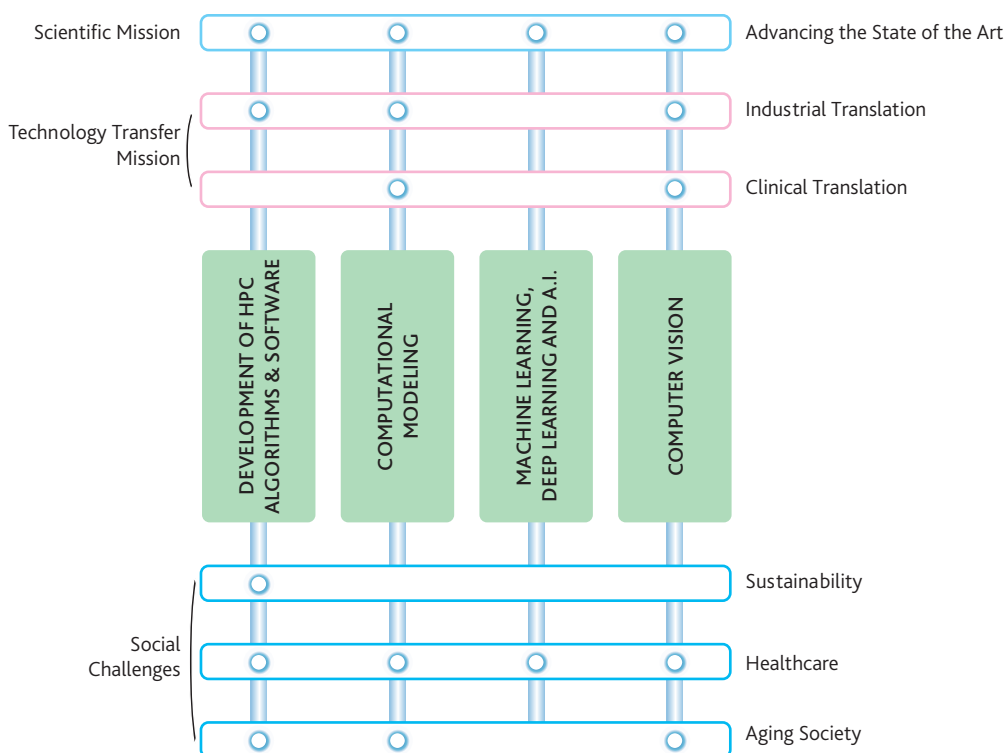 Scientific Mission
Advancing the State of the Art
Industrial Translation
Technology Transfer
Mission
Clinical Translation
DEVELOPMENT OF HPC
ALGORITHMS & SOFTWARE
COMPUTATIONAL
MODELING
MACHINE LEARNING,
DEEP LEARNING AND A.I.
COMPUTER VISION
Sustainability
Social
Challenges
Healthcare
Aging Society